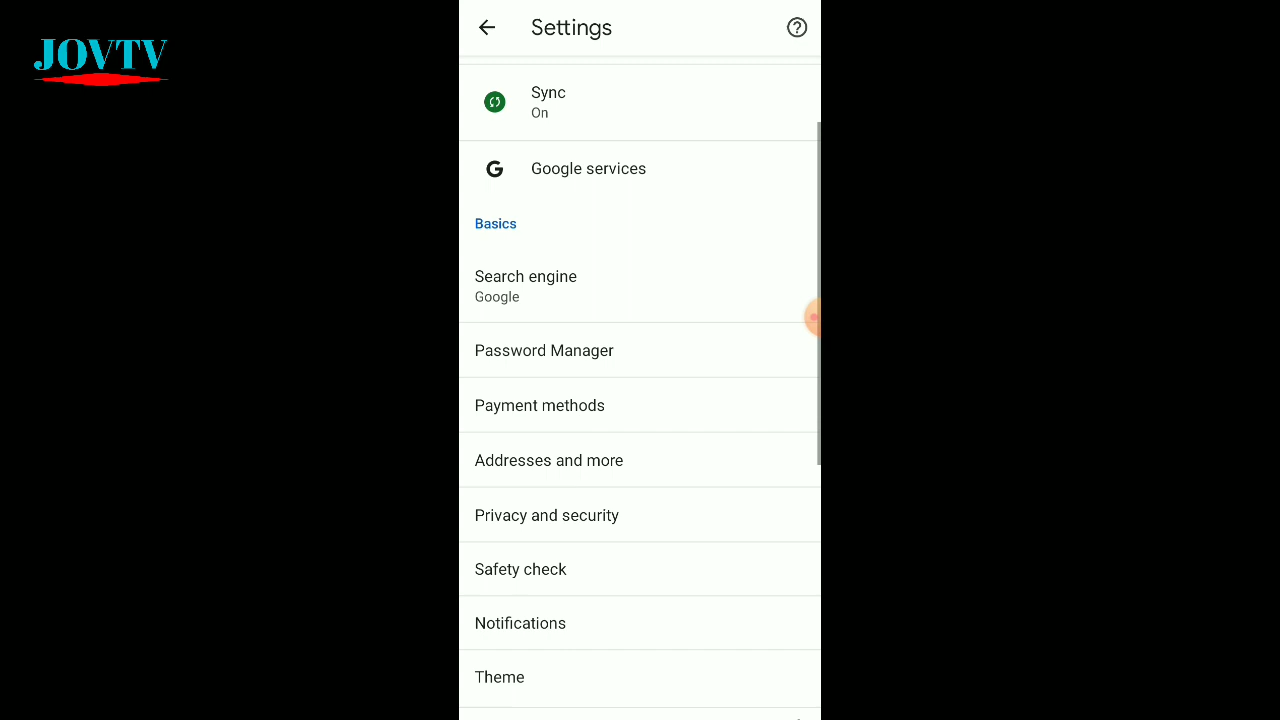 JOVTV
Settings
Sync
On
Google services
Basics
Search engine
Google
Password Manager
Payment methods
Addresses and more
Privacy and security
Safety check
Notifications
Theme